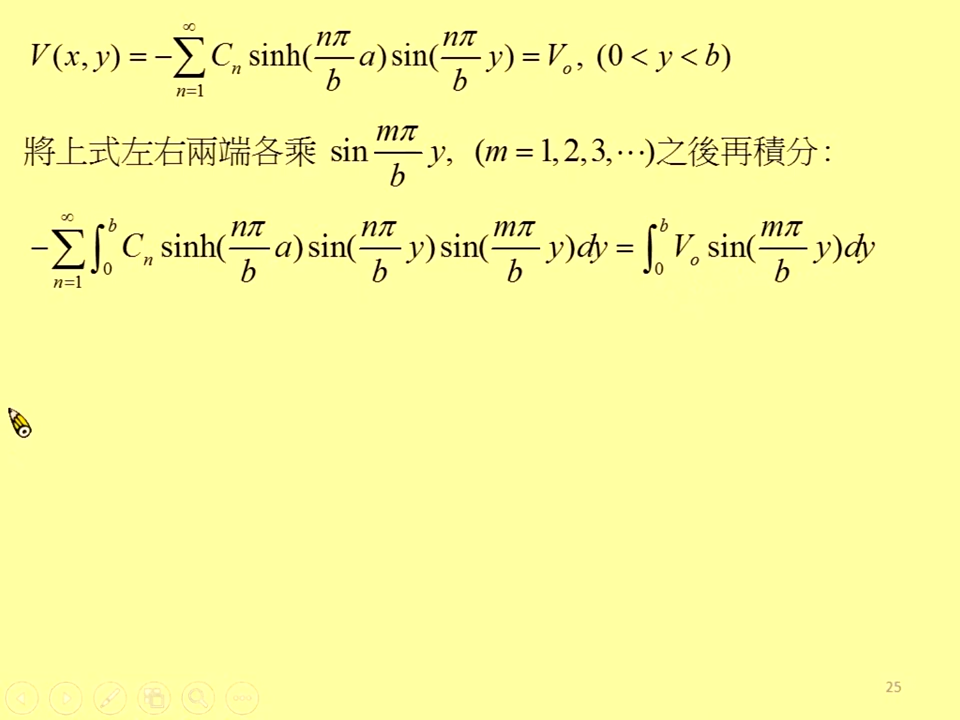 V(x, y) = −∑_{n=1}^{∞} C_n sinh(nπ/b a) sin(nπ/b y) = V_o, (0 < y < b)
將上式左右兩端各乘 sin mπ/b y, (m = 1, 2, 3, ⋯)之後再積分:
−∑_{n=1}^{∞} ∫_0^b C_n sinh(nπ/b a) sin(nπ/b y) sin(mπ/b y)dy = ∫_0^b V_o sin(mπ/b y)dy
25